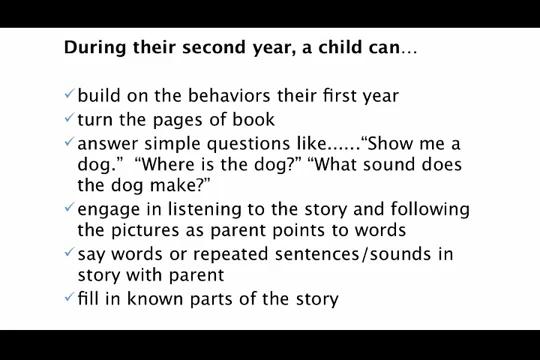 During their second year, a child can…
✓build on the behaviors their first year
✓turn the pages of book
✓answer simple questions like......“Show me a
dog.”  “Where is the dog?” “What sound does
the dog make?”
✓engage in listening to the story and following
the pictures as parent points to words
✓say words or repeated sentences/sounds in
story with parent
✓fill in known parts of the story